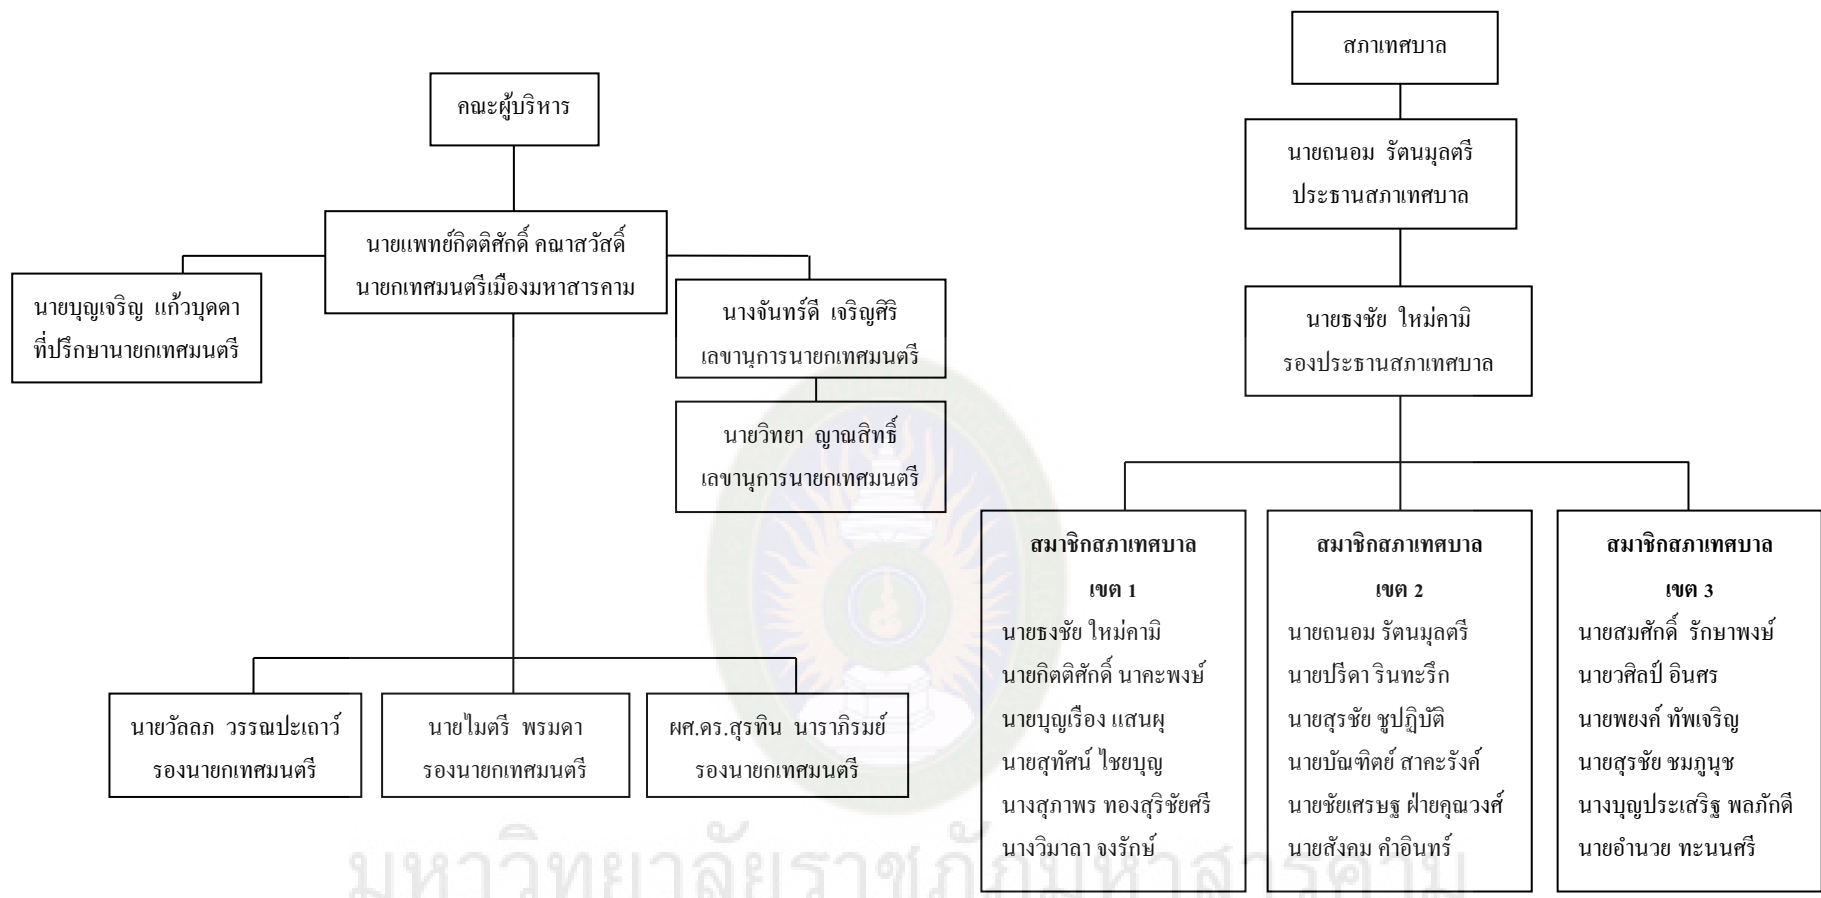 คณะผู้บริหาร
นายแพทย์กิตติศักดิ์ คณาสวัสดิ์
นายกเทศมนตรีเมืองมหาสารคาม
นายบุญเจริญ แก้วบุดดา
ที่ปรึกษานายกเทศมนตรี
นางจันทร์ดี เจริญศิริ
เลขานุการนายกเทศมนตรี
นายวิทยา ญาณสิทธิ์
เลขานุการนายกเทศมนตรี
นายวัลลภ วรรณปะเถาว์
รองนายกเทศมนตรี
นายไมตรี พรมดา
รองนายกเทศมนตรี
ผศ.ดร.สุรทิน นาราภิรมย์
รองนายกเทศมนตรี
สภาเทศบาล
นายถนอม รัตนมุลตรี
ประธานสภาเทศบาล
นายธงชัย ใหม่คามิ
รองประธานสภาเทศบาล
สมาชิกสภาเทศบาล
เขต 1
นายธงชัย ใหม่คามิ
นายกิตติศักดิ์ นาคะพงษ์
นายบุญเรือง แสนผุ
นายสุทัศน์ ไชยบุญ
นางสุภาพร ทองสุริชัยศรี
นางวิมาลา จงรักษ์
สมาชิกสภาเทศบาล
เขต 2
นายถนอม รัตนมุลตรี
นายปรีดา รินทะรึก
นายสุรชัย ชูปฏิบัติ
นายบัณฑิตย์ สาคะรังค์
นายชัยเศรษฐ ฝ่ายคุณวงศ์
นายสังคม คำอินทร์
สมาชิกสภาเทศบาล
เขต 3
นายสมศักดิ์ รักษาพงษ์
นายวศิลป์ อินศร
นายพยงค์ ทัพเจริญ
นายสุรชัย ชมภูนุช
นางบุญประเสริฐ พลภักดี
นายอำนวย ทะนนศรี
มหาวิทยาลัยราชภัฏมหาสารคาม